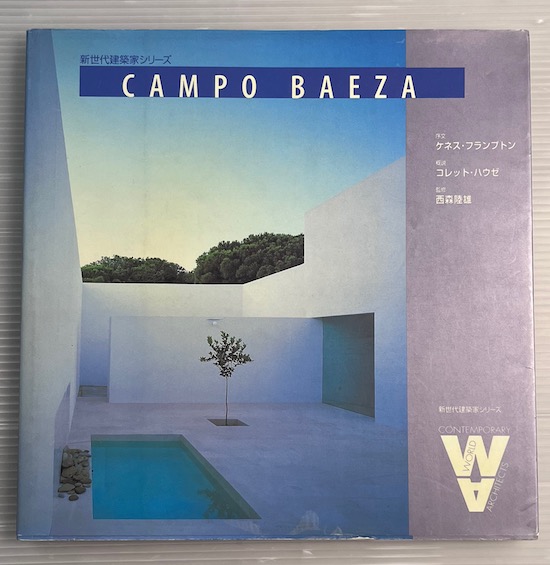 新世代建築家シリーズ
CAMPO BAEZA
序文
ケネス・フランプトン
概説
コレット・ハウゼ
監修
西森陸雄
新世代建築家シリーズ
CONTEMPORARY
WORLD
ARCHITECTS